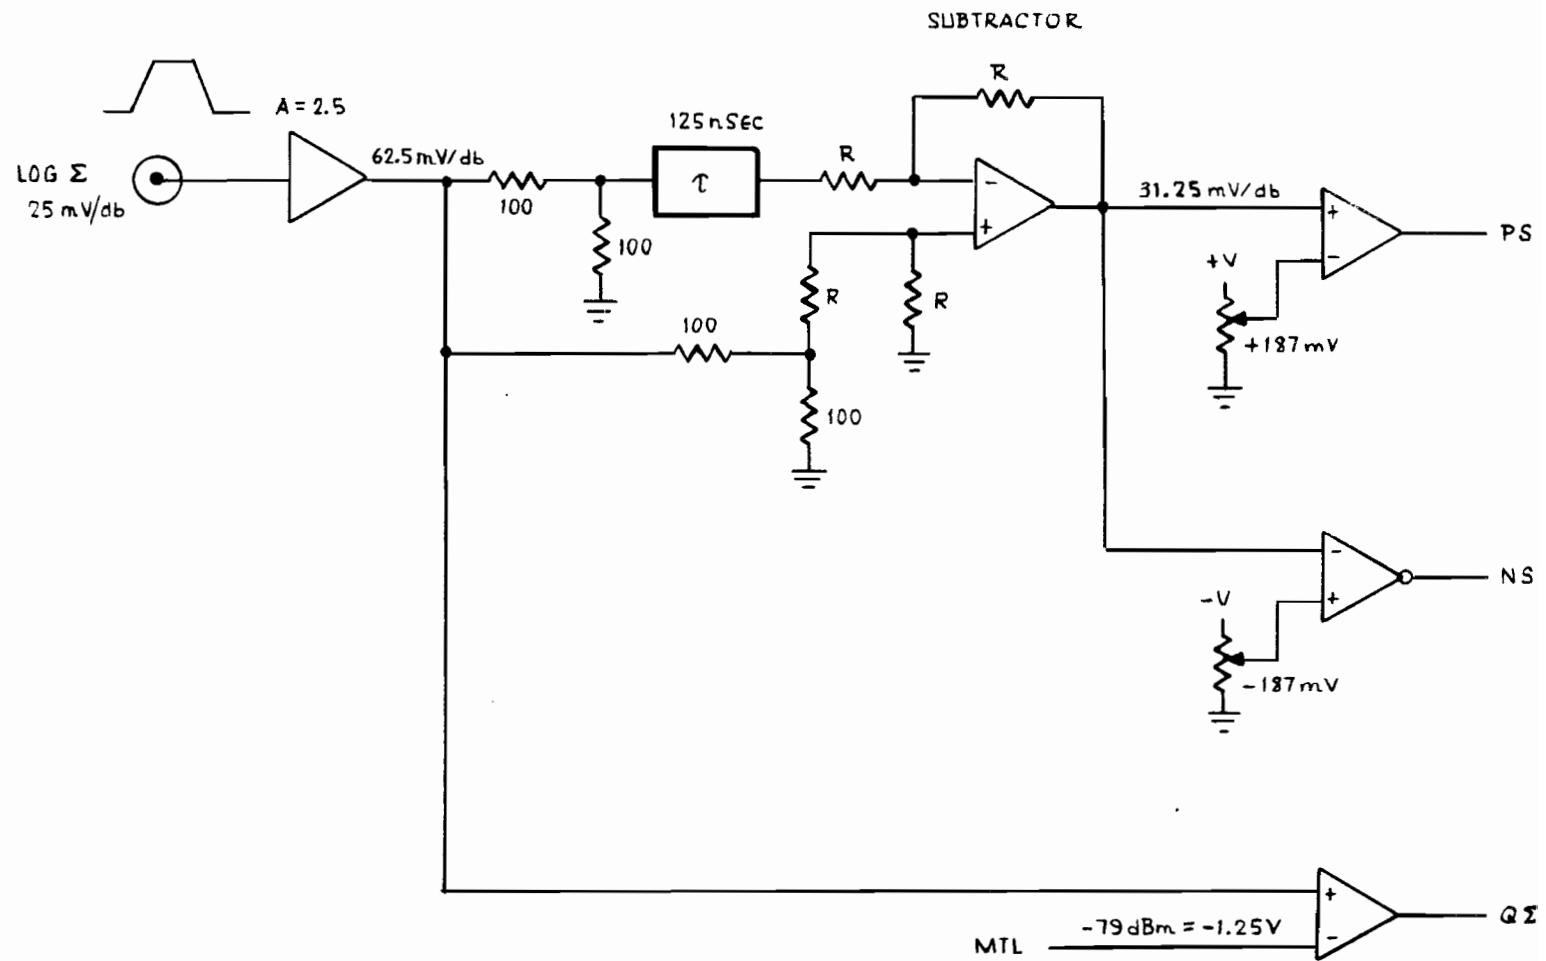 SUBTRACTOR
R
A = 2.5
125 nSEC
62.5 mV/db
R
LOG Σ
25 mV/db
τ
-
+
100
100
31.25 mV/db
+
-
PS
+V
+187 mV
R
R
100
100
-
+
NS
-V
-187 mV
+
-
QΣ
-79 dBm = -1.25V
MTL